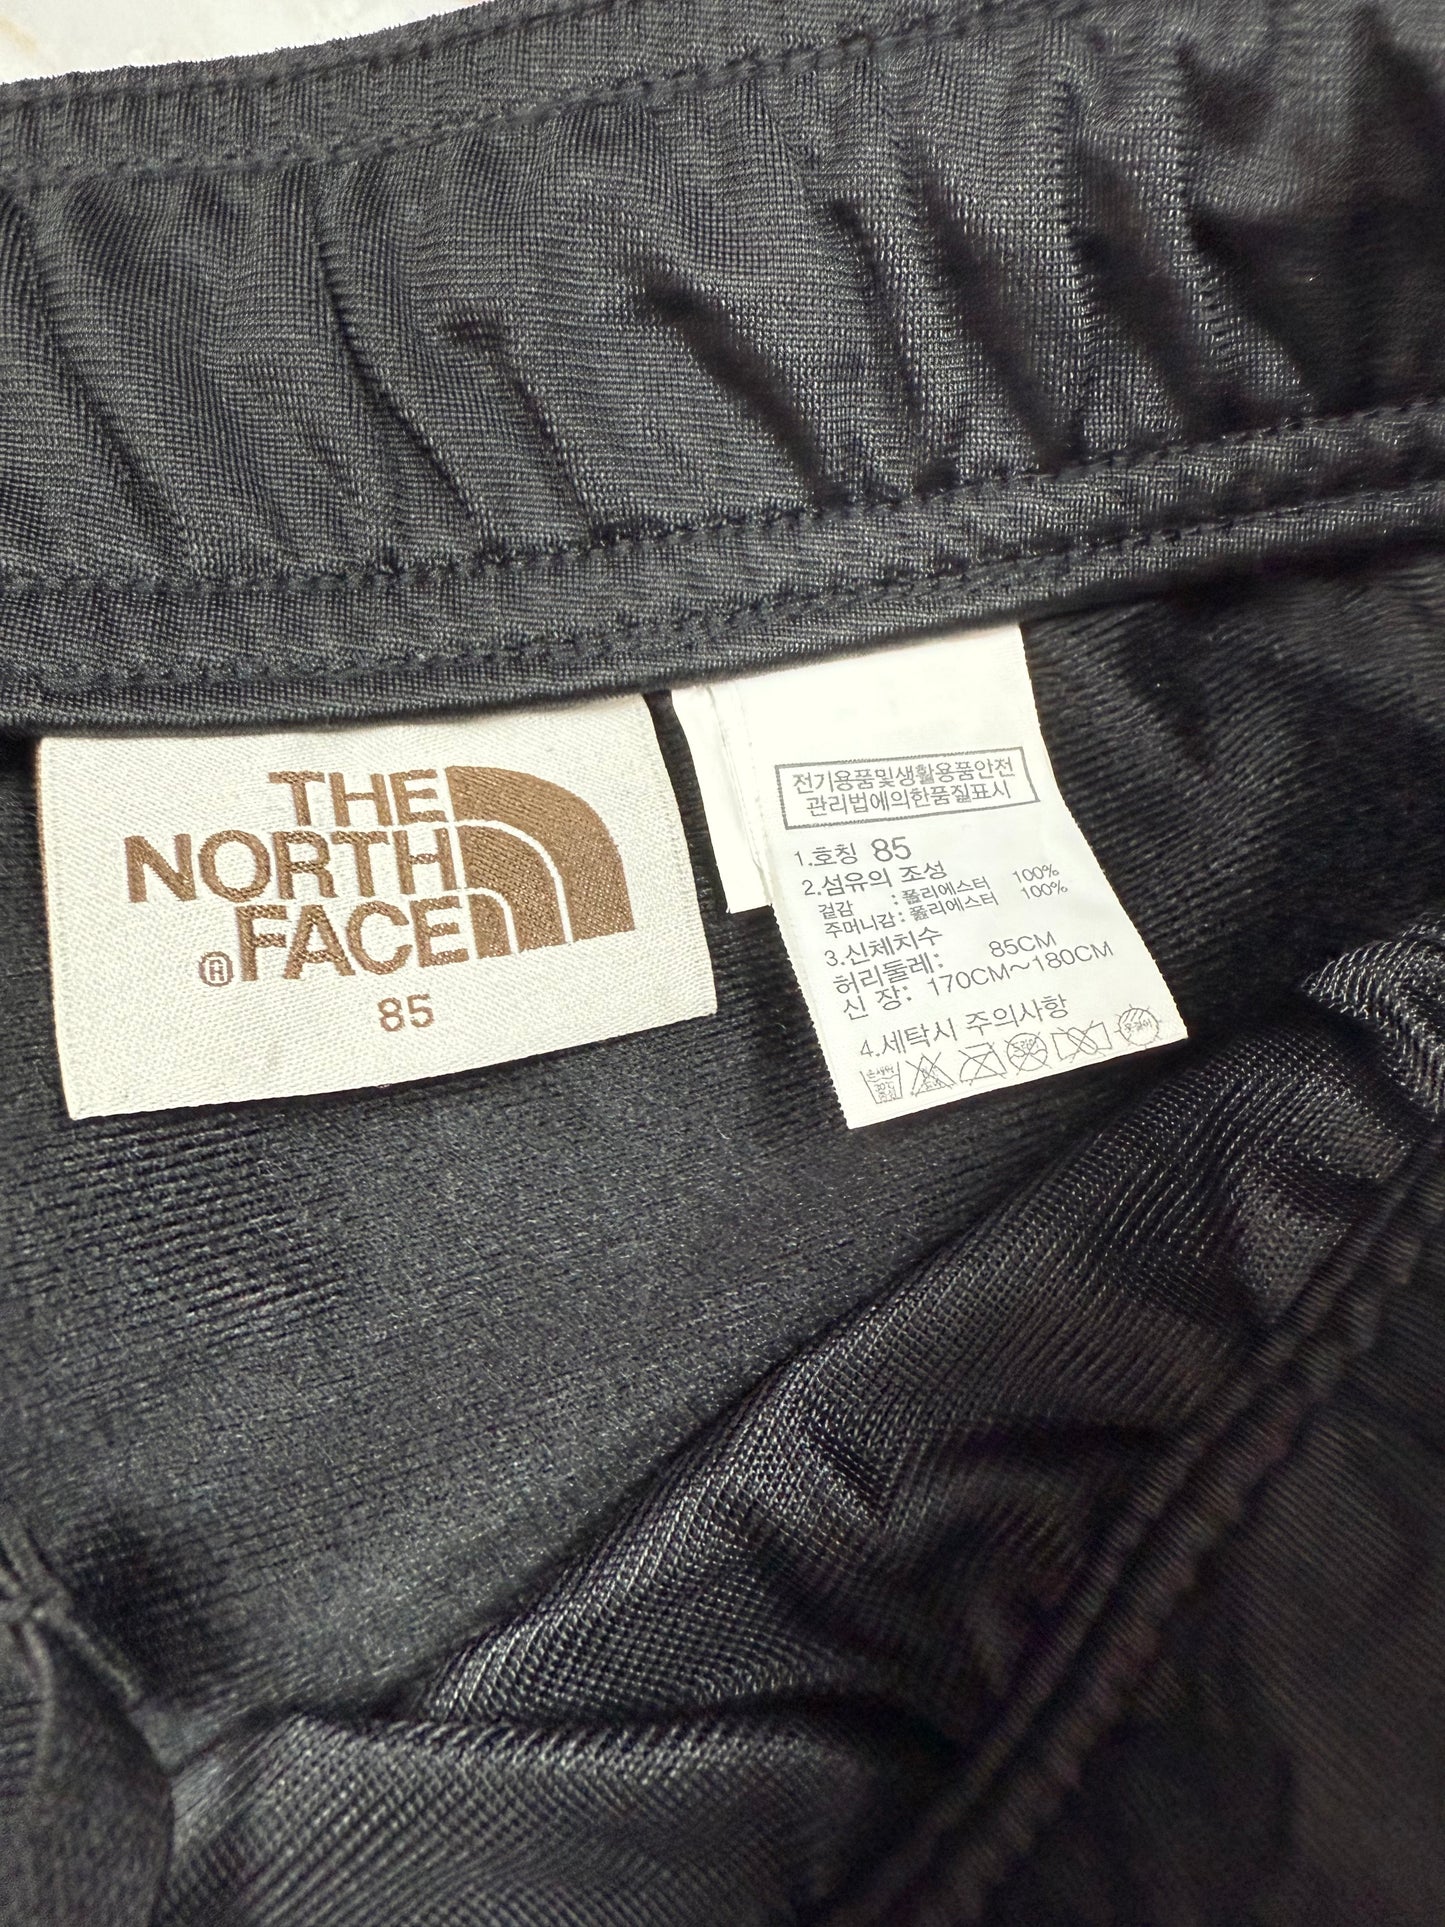 THE
NORTH
FACE
®
85
전기용품및생활용품안전
관리법에의한품질표시
1.호칭 85
2.섬유의 조성
겉감 : 폴리에스터 100%
주머니감 : 폴리에스터 100%
3.신체치수
허리둘레: 85CM
신 장: 170CM~180CM
4.세탁시 주의사항